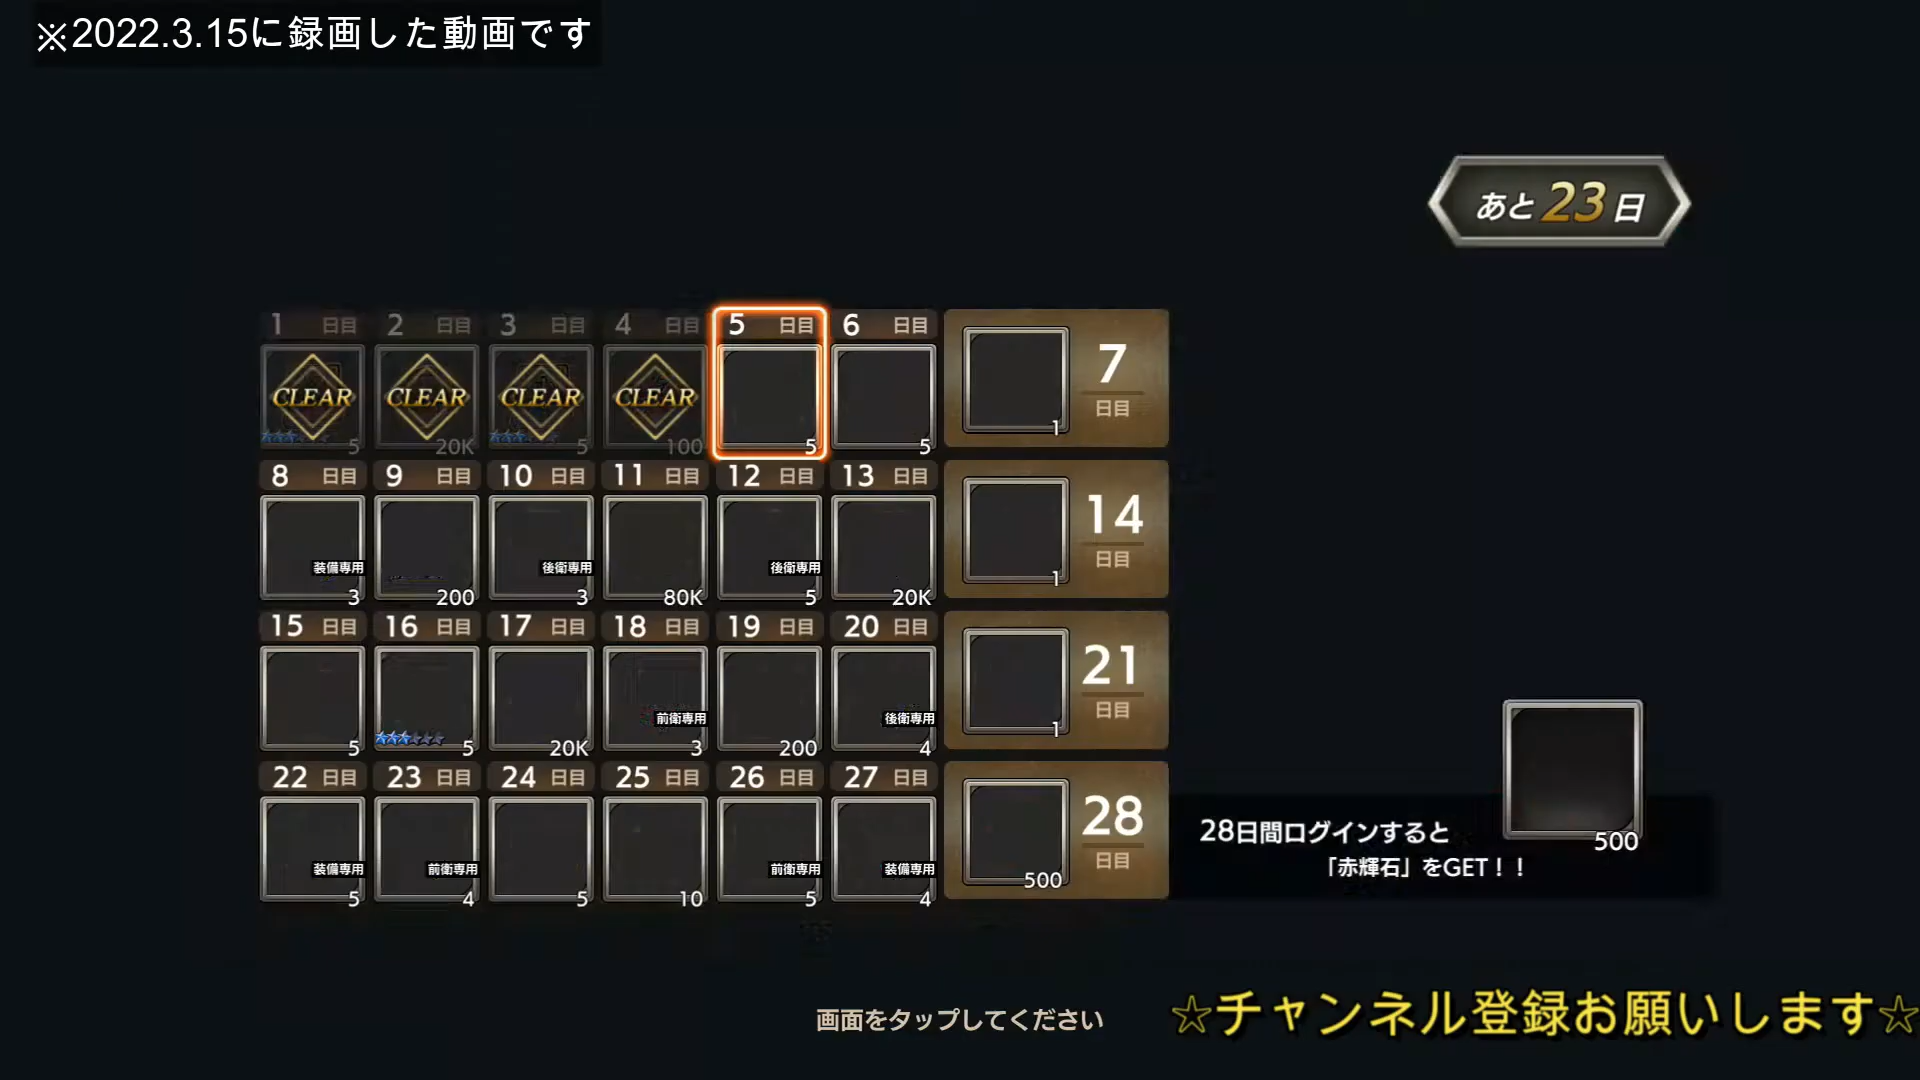 ※2022.3.15に録画した動画です
あと23日
1 日目 2 日目 3 日目 4 日目 5 日目 6 日目
7
日目
CLEAR CLEAR CLEAR CLEAR
5 20K 5 100 5 5 1
8 日目 9 日目 10 日目 11 日目 12 日目 13 日目
14
日目
装備専用 後衛専用 後衛専用
3 200 3 80K 5 20K 1
15 日目 16 日目 17 日目 18 日目 19 日目 20 日目
21
日目
前衛専用 後衛専用
5 5 20K 3 200 4 1
22 日目 23 日目 24 日目 25 日目 26 日目 27 日目
28
日目
装備専用 前衛専用 前衛専用 装備専用
5 4 5 10 5 4 500
28日間ログインすると
「赤輝石」をGET！！
500
画面をタップしてください
☆チャンネル登録お願いします☆